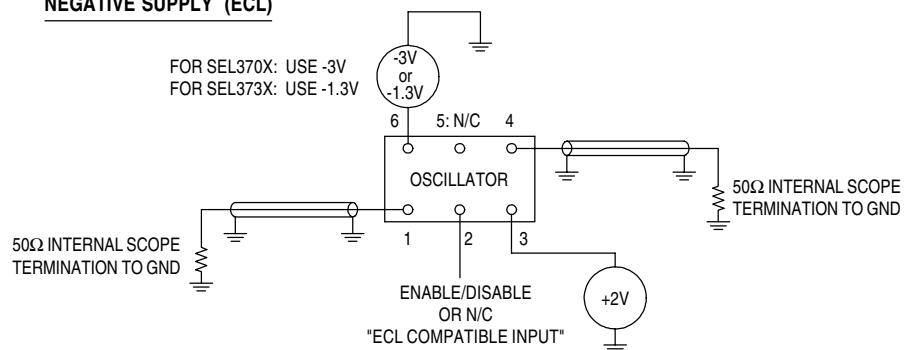 NEGATIVE SUPPLY (ECL)
FOR SEL370X: USE -3V
FOR SEL373X: USE -1.3V
-3V
or
-1.3V
6
5: N/C
4
OSCILLATOR
1
2
3
50Ω INTERNAL SCOPE
TERMINATION TO GND
50Ω INTERNAL SCOPE
TERMINATION TO GND
ENABLE/DISABLE
OR N/C
"ECL COMPATIBLE INPUT"
+2V